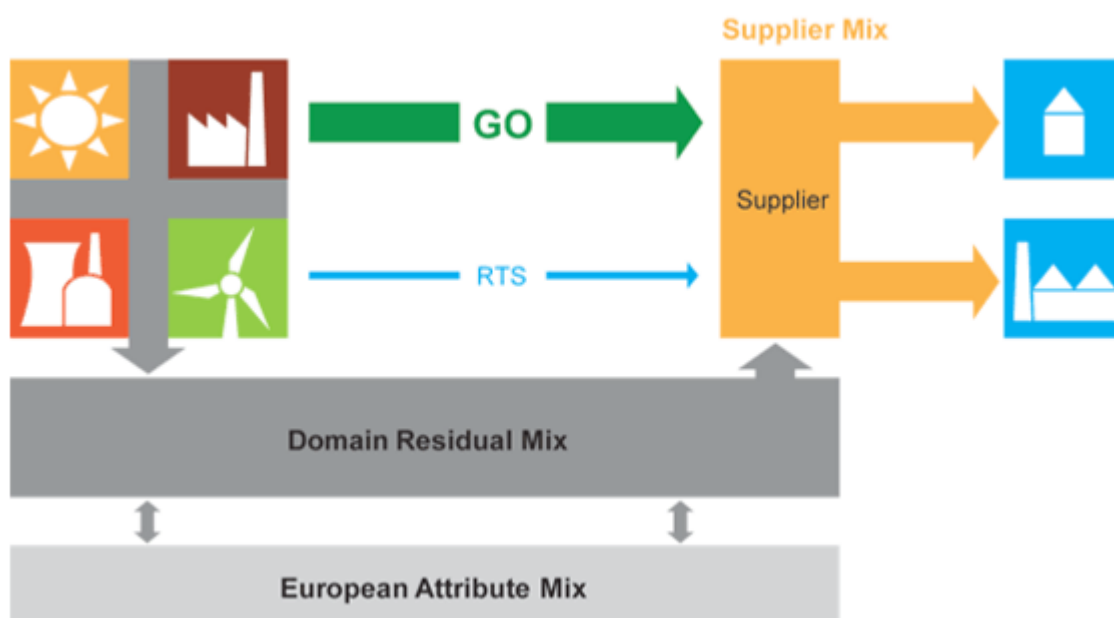 Supplier Mix
GO
Supplier
RTS
Domain Residual Mix
European Attribute Mix